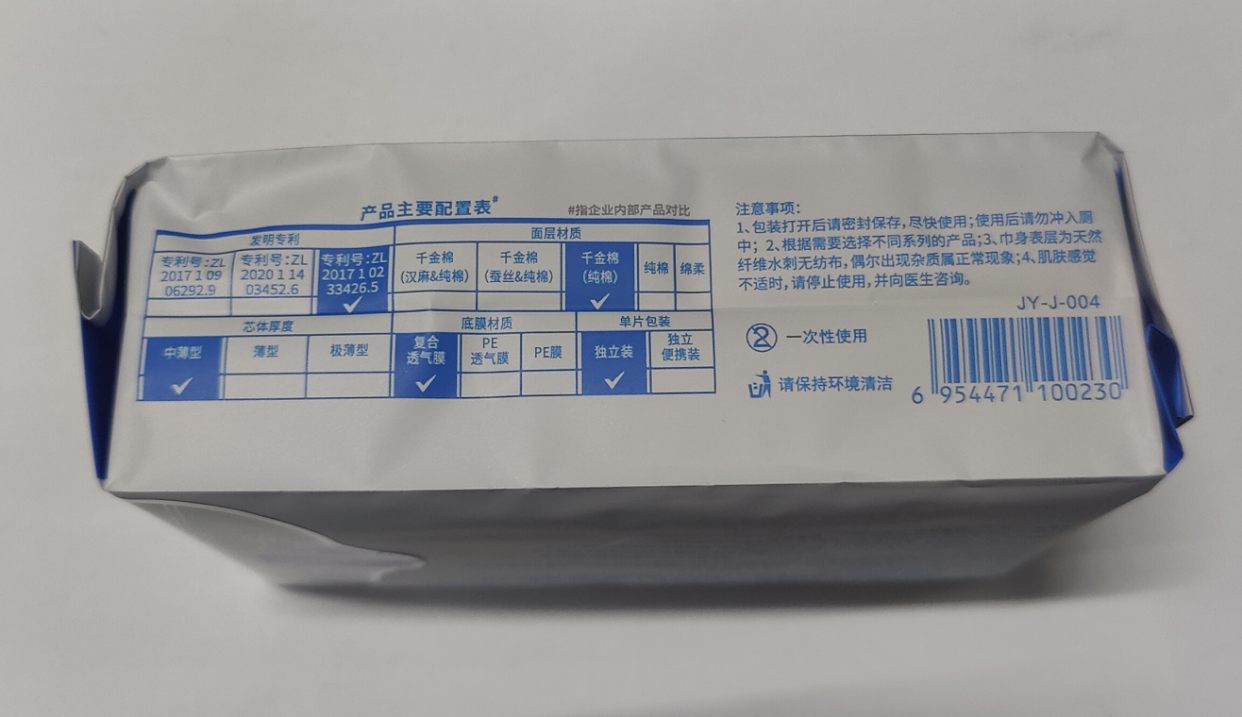 产品主要配置表#
#指企业内部产品对比
发明专利 面层材质
专利号:ZL 专利号:ZL 专利号:ZL 千金棉 千金棉 千金棉 纯棉 绵柔
2017 1 09 2020 1 14 2017 1 02 (汉麻&纯棉) (蚕丝&纯棉) (纯棉)
06292.9 03452.6 33426.5
芯体厚度 底膜材质 单片包装
中薄型 薄型 极薄型 复合 PE PE膜 独立装 独立
透气膜 透气膜 便携装
注意事项:
1、包装打开后请密封保存,尽快使用;使用后请勿冲入厕
中; 2、根据需要选择不同系列的产品;3、巾身表层为天然
纤维水刺无纺布,偶尔出现杂质属正常现象;4、肌肤感觉
不适时,请停止使用,并向医生咨询。
JY-J-004
2 一次性使用
请保持环境清洁
6 954471 100230